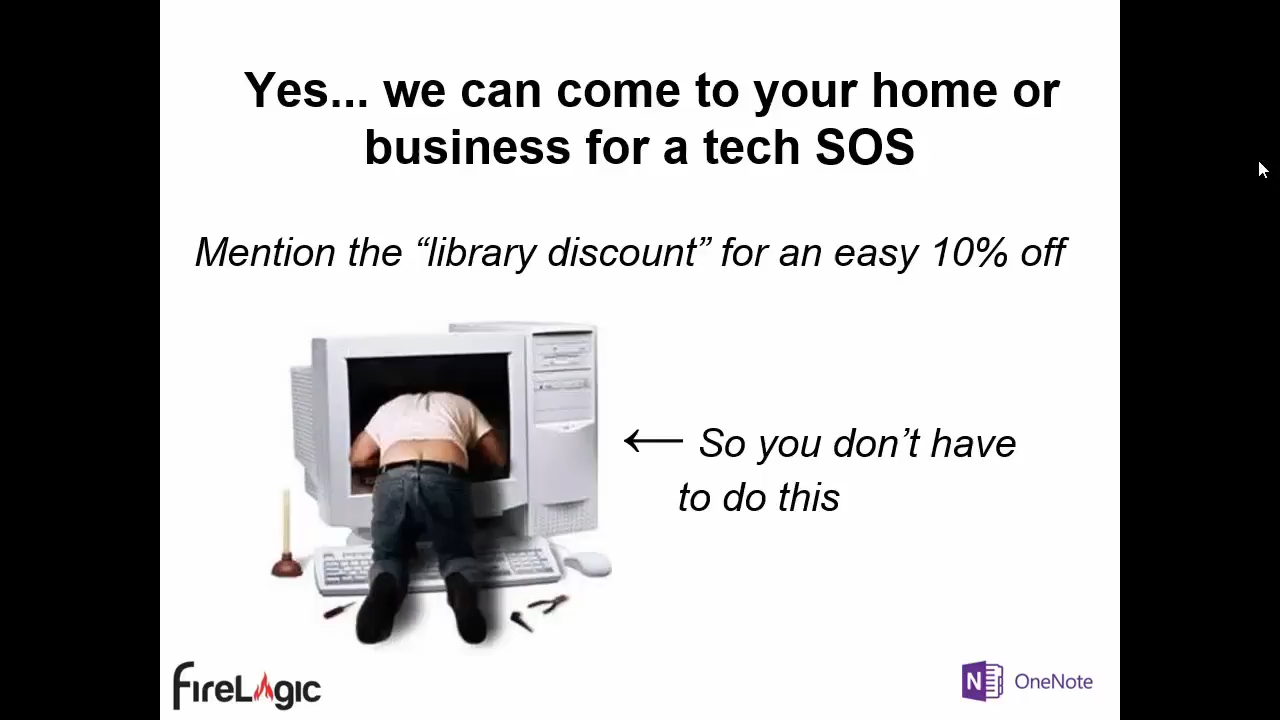 Yes... we can come to your home or
business for a tech SOS
Mention the “library discount” for an easy 10% off
← So you don’t have
to do this
FireLogic
N OneNote